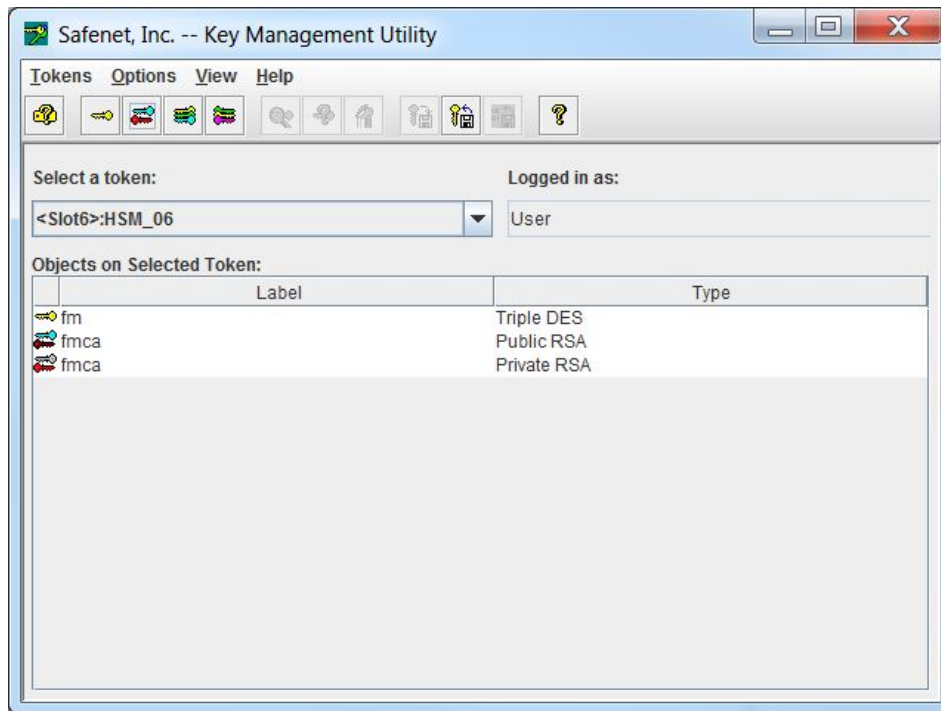 Safenet, Inc. -- Key Management Utility
Tokens Options View Help
Select a token: Logged in as:
<Slot6>:HSM_06 User
Objects on Selected Token:
Label Type
fm Triple DES
fmca Public RSA
fmca Private RSA